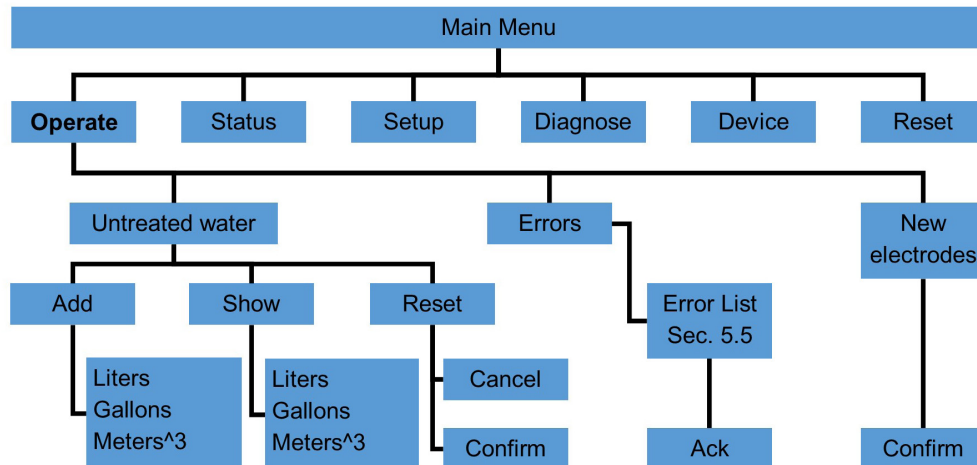 Main Menu
Operate
Status
Setup
Diagnose
Device
Reset
Untreated water
Errors
New
electrodes
Add
Show
Reset
Error List
Sec. 5.5
Liters
Gallons
Meters^3
Liters
Gallons
Meters^3
Cancel
Confirm
Ack
Confirm